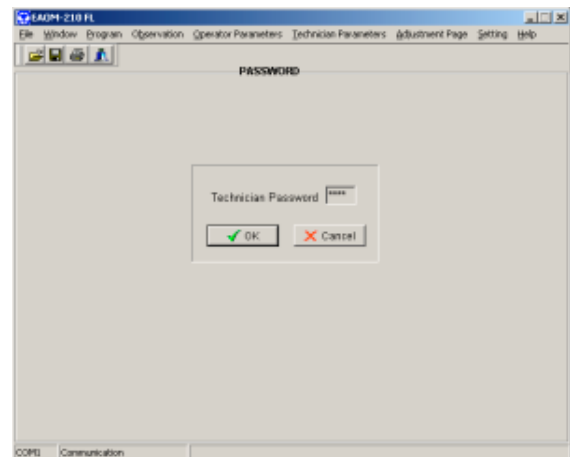 EAOM-210 FL
File Window Program Observation Operator Parameters Technician Parameters Adjustment Page Setting Help
PASSWORD
Technician Password ****
OK Cancel
COM1 Communication